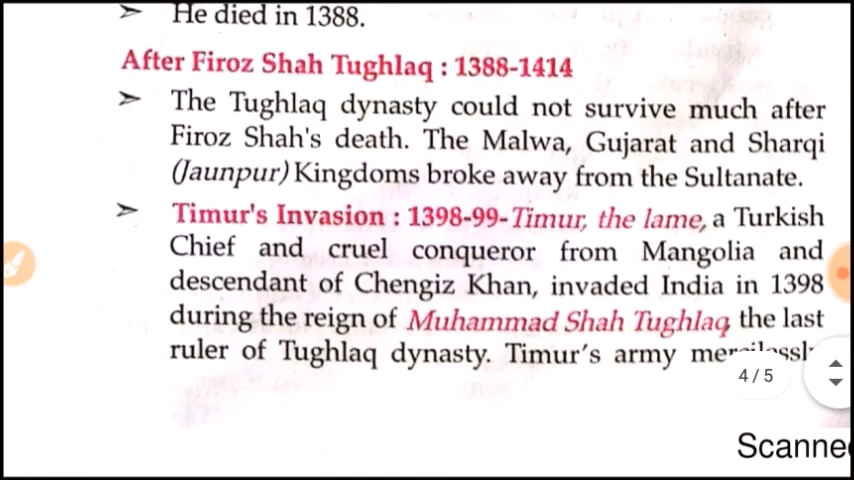 ➢ He died in 1388.
After Firoz Shah Tughlaq : 1388-1414
➢ The Tughlaq dynasty could not survive much after
Firoz Shah's death. The Malwa, Gujarat and Sharqi
(Jaunpur) Kingdoms broke away from the Sultanate.
➢ Timur's Invasion : 1398-99-Timur, the lame, a Turkish
Chief and cruel conqueror from Mangolia and
descendant of Chengiz Khan, invaded India in 1398
during the reign of Muhammad Shah Tughlaq, the last
ruler of Tughlaq dynasty. Timur's army
4/5